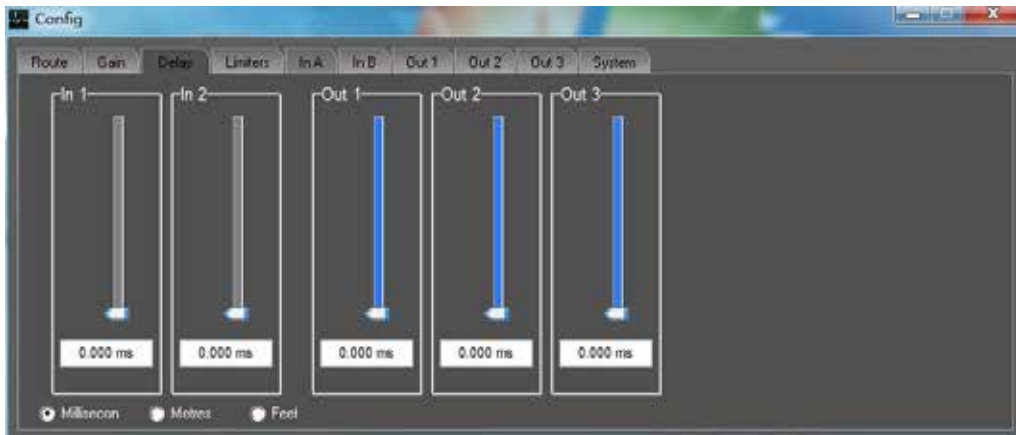 Config
Route Gain Delay Limiters In A In B Out 1 Out 2 Out 3 System
In 1 In 2 Out 1 Out 2 Out 3
0.000 ms 0.000 ms 0.000 ms 0.000 ms 0.000 ms
Millisecon Metres Feet